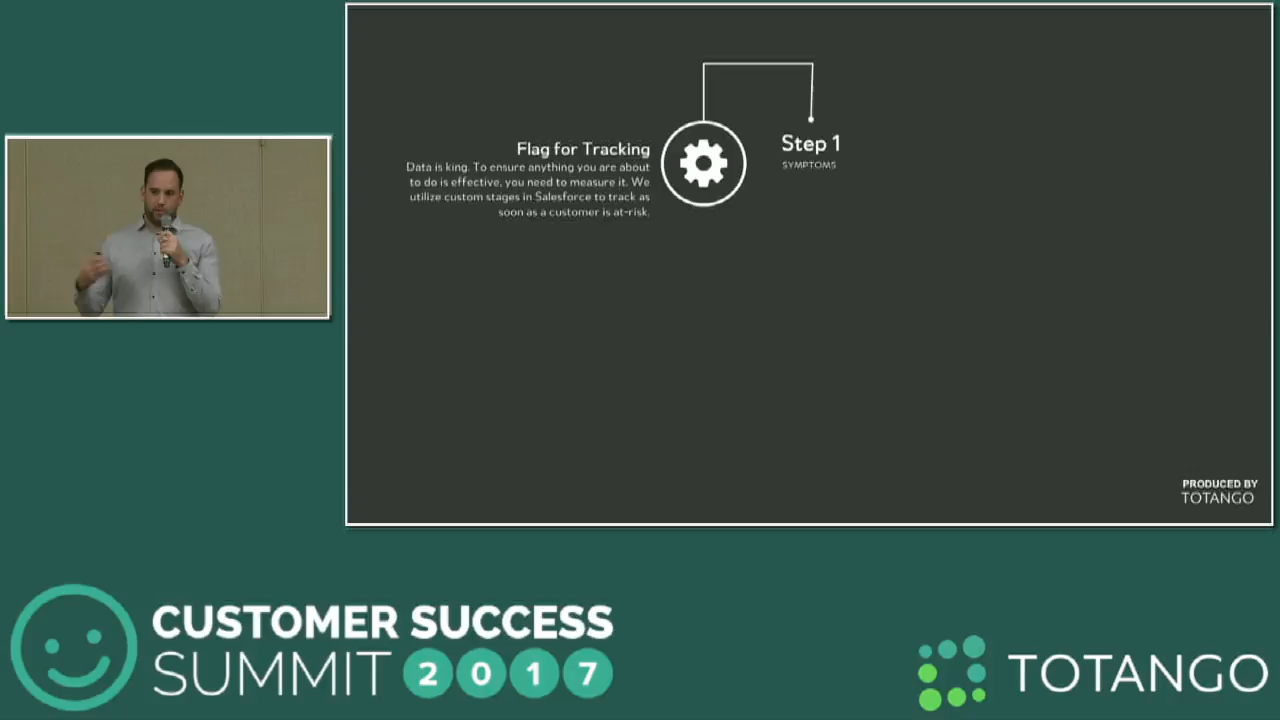 Flag for Tracking
Data is king. To ensure anything you are about
to do is effective, you need to measure it. We
utilize custom stages in Salesforce to track as
soon as a customer is at-risk.
Step 1
SYMPTOMS
PRODUCED BY
TOTANGO
CUSTOMER SUCCESS
SUMMIT 2017
TOTANGO